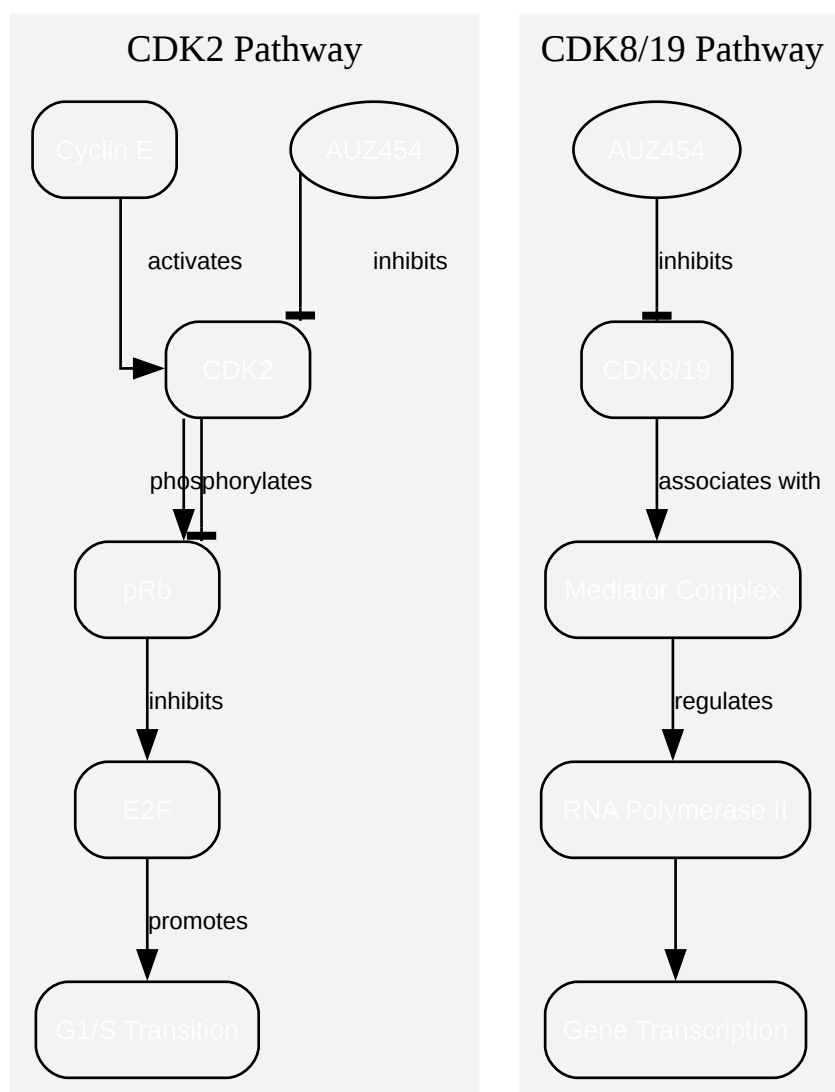 CDK2 Pathway
Cyclin E
AUZ454
activates
inhibits
CDK2
phosphorylates
pRb
inhibits
E2F
promotes
G1/S Transition
CDK8/19 Pathway
AUZ454
inhibits
CDK8/19
associates with
Mediator Complex
regulates
RNA Polymerase II
Gene Transcription